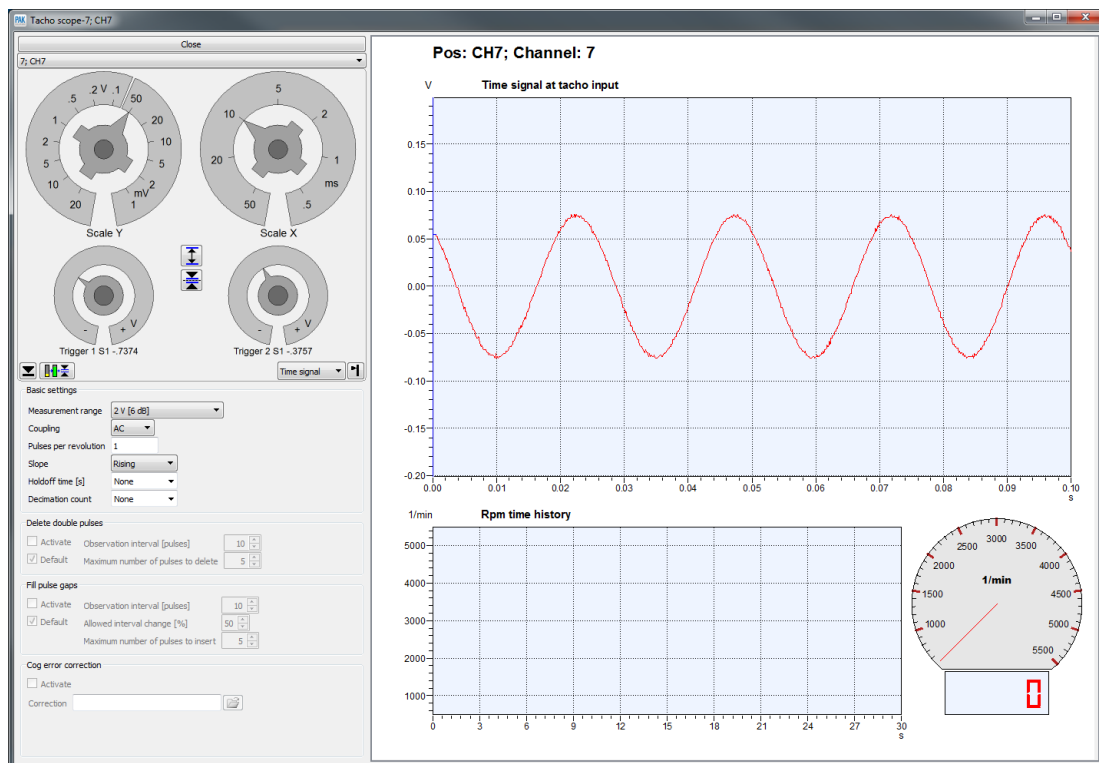 PAK Tacho scope-7; CH7
Close
7; CH7
20 10 5 2 1 .5 .2 V .1 50 20 10 5 2 mV 1
Scale Y
50 20 10 5 2 1 ms .5
Scale X
- + V
Trigger 1 S1 -.7374
- + V
Trigger 2 S1 -.3757
Time signal
Basic settings
Measurement range 2 V [6 dB]
Coupling AC
Pulses per revolution 1
Slope Rising
Holdoff time [s] None
Decimation count None
Delete double pulses
Activate Observation interval [pulses] 10
Default Maximum number of pulses to delete 5
Fill pulse gaps
Activate Observation interval [pulses] 10
Default Allowed interval change [%] 50
Maximum number of pulses to insert 5
Cog error correction
Activate
Correction
Pos: CH7; Channel: 7
V Time signal at tacho input
0.15
0.10
0.05
0.00
-0.05
-0.10
-0.15
-0.20
0.00 0.01 0.02 0.03 0.04 0.05 0.06 0.07 0.08 0.09 0.10
s
1/min Rpm time history
5000
4000
3000
2000
1000
0 3 6 9 12 15 18 21 24 27 30
s
1000 1500 2000 2500 3000 3500 4000 4500 5000 5500
1/min
0